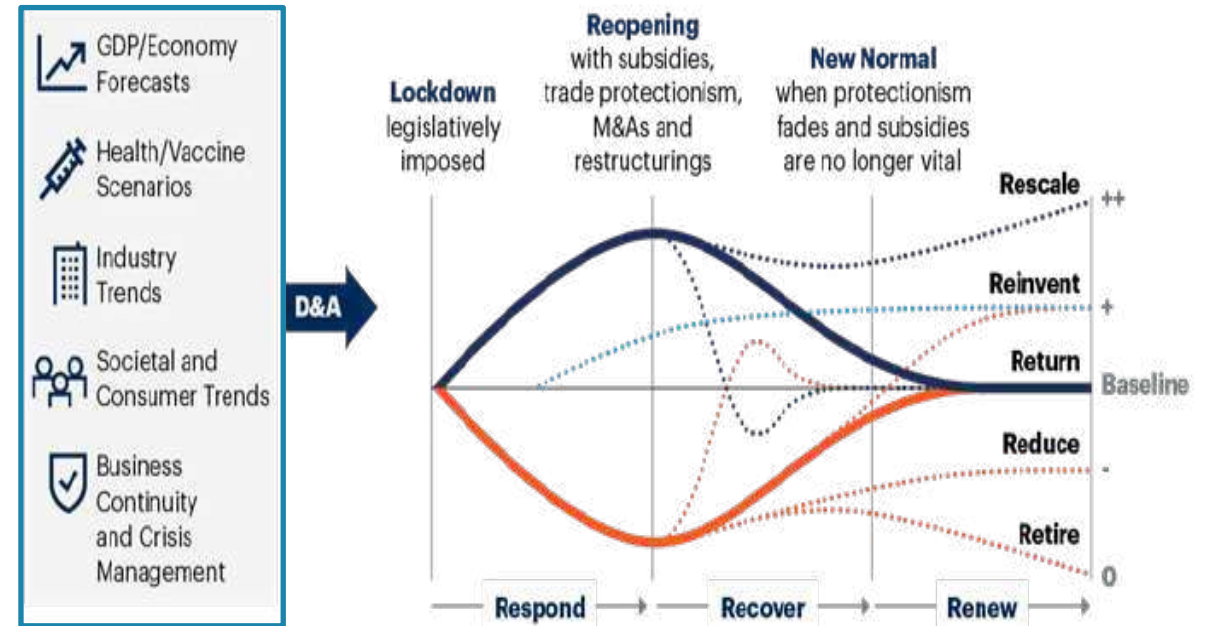 GDP/Economy
Forecasts
Health/Vaccine
Scenarios
Industry
Trends
Societal and
Consumer Trends
Business
Continuity
and Crisis
Management
D&A
Lockdown
legislatively
imposed
Reopening
with subsidies,
trade protectionism,
M&As and
restructurings
New Normal
when protectionism
fades and subsidies
are no longer vital
Rescale
++
Reinvent
+
Return
Baseline
Reduce
-
Retire
0
Respond
Recover
Renew